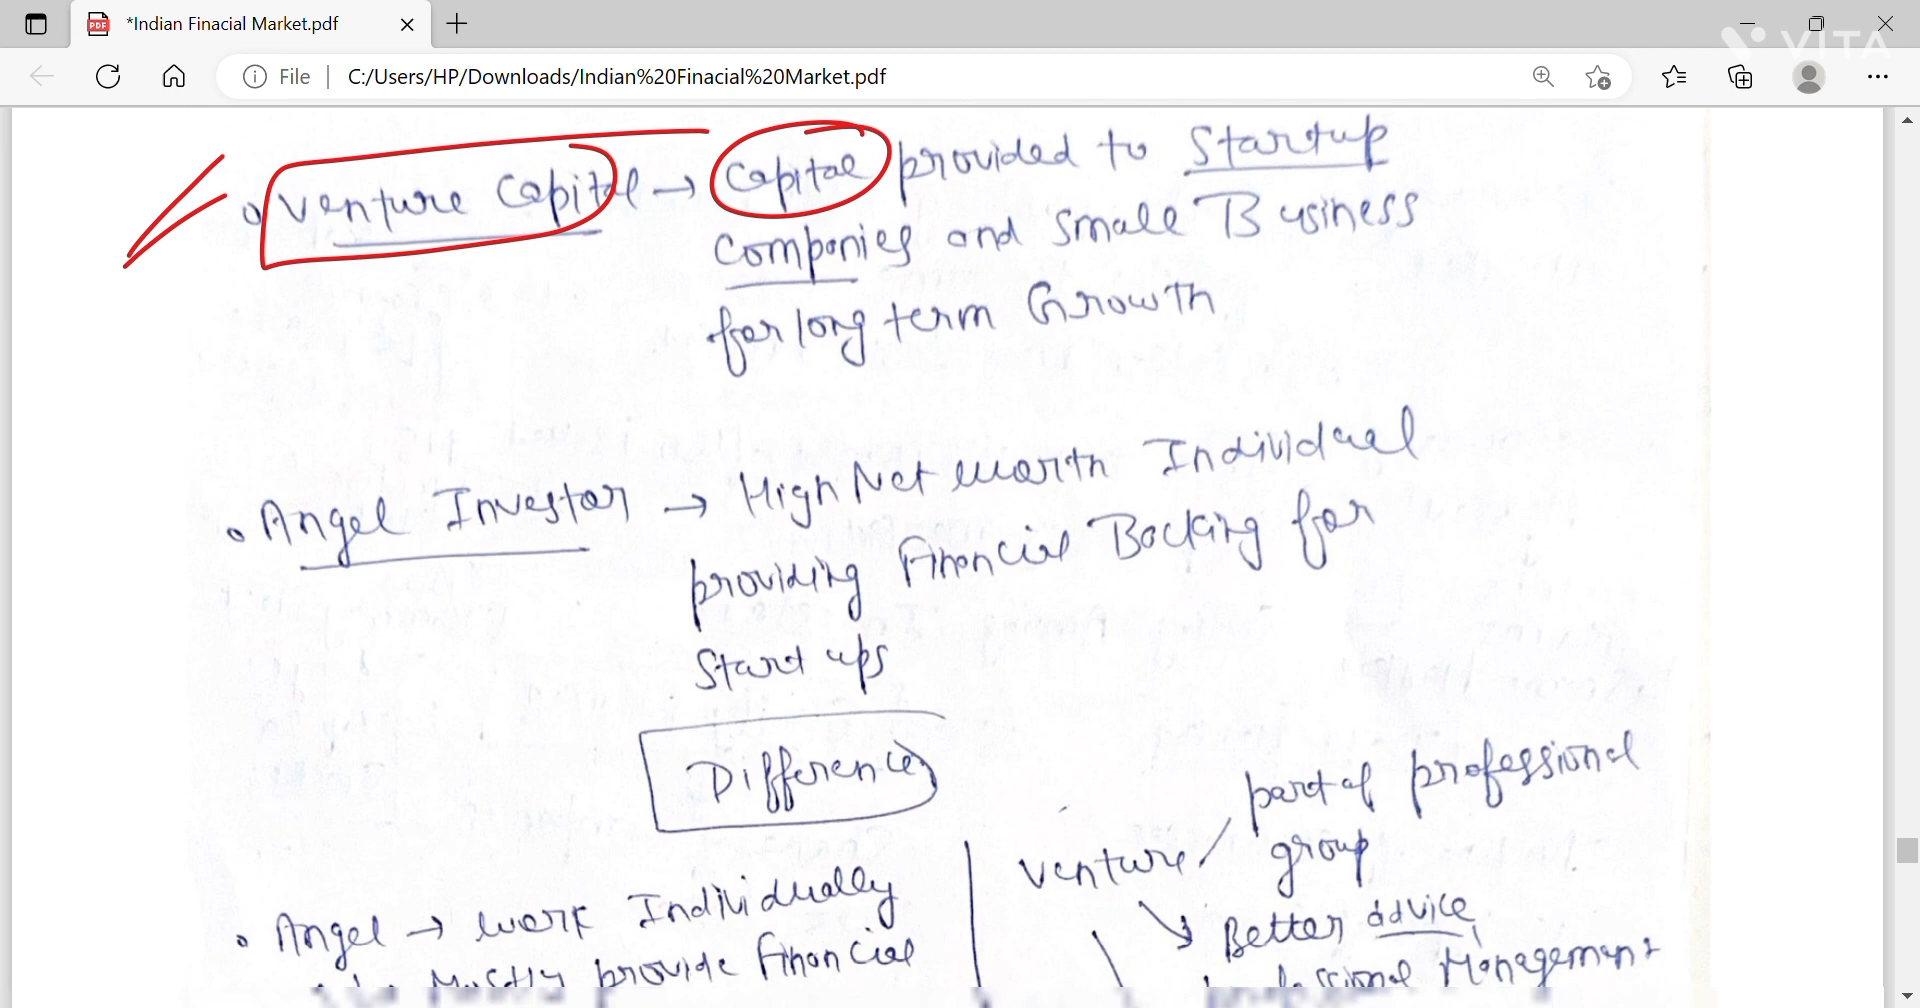 *Indian Finacial Market.pdf
VITA
File | C:/Users/HP/Downloads/Indian%20Finacial%20Market.pdf
• Venture Capital → Capital provided to Startup
Companies and small Business
for long term Growth
• Angel Investor → High Net worth Individual
providing Financial Backing for
Start ups
Difference
• Angel → work Individually
Mostly provide Financial
Venture / part of professional
group
Better advice,
Management